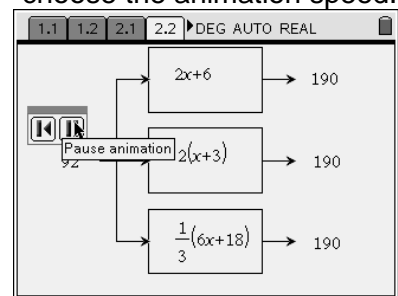 choose the animation speed.
1.1 1.2 2.1 2.2 DEG AUTO REAL
2x+6 → 190
Pause animation
92
2(x+3) → 190
1/3(6x+18) → 190